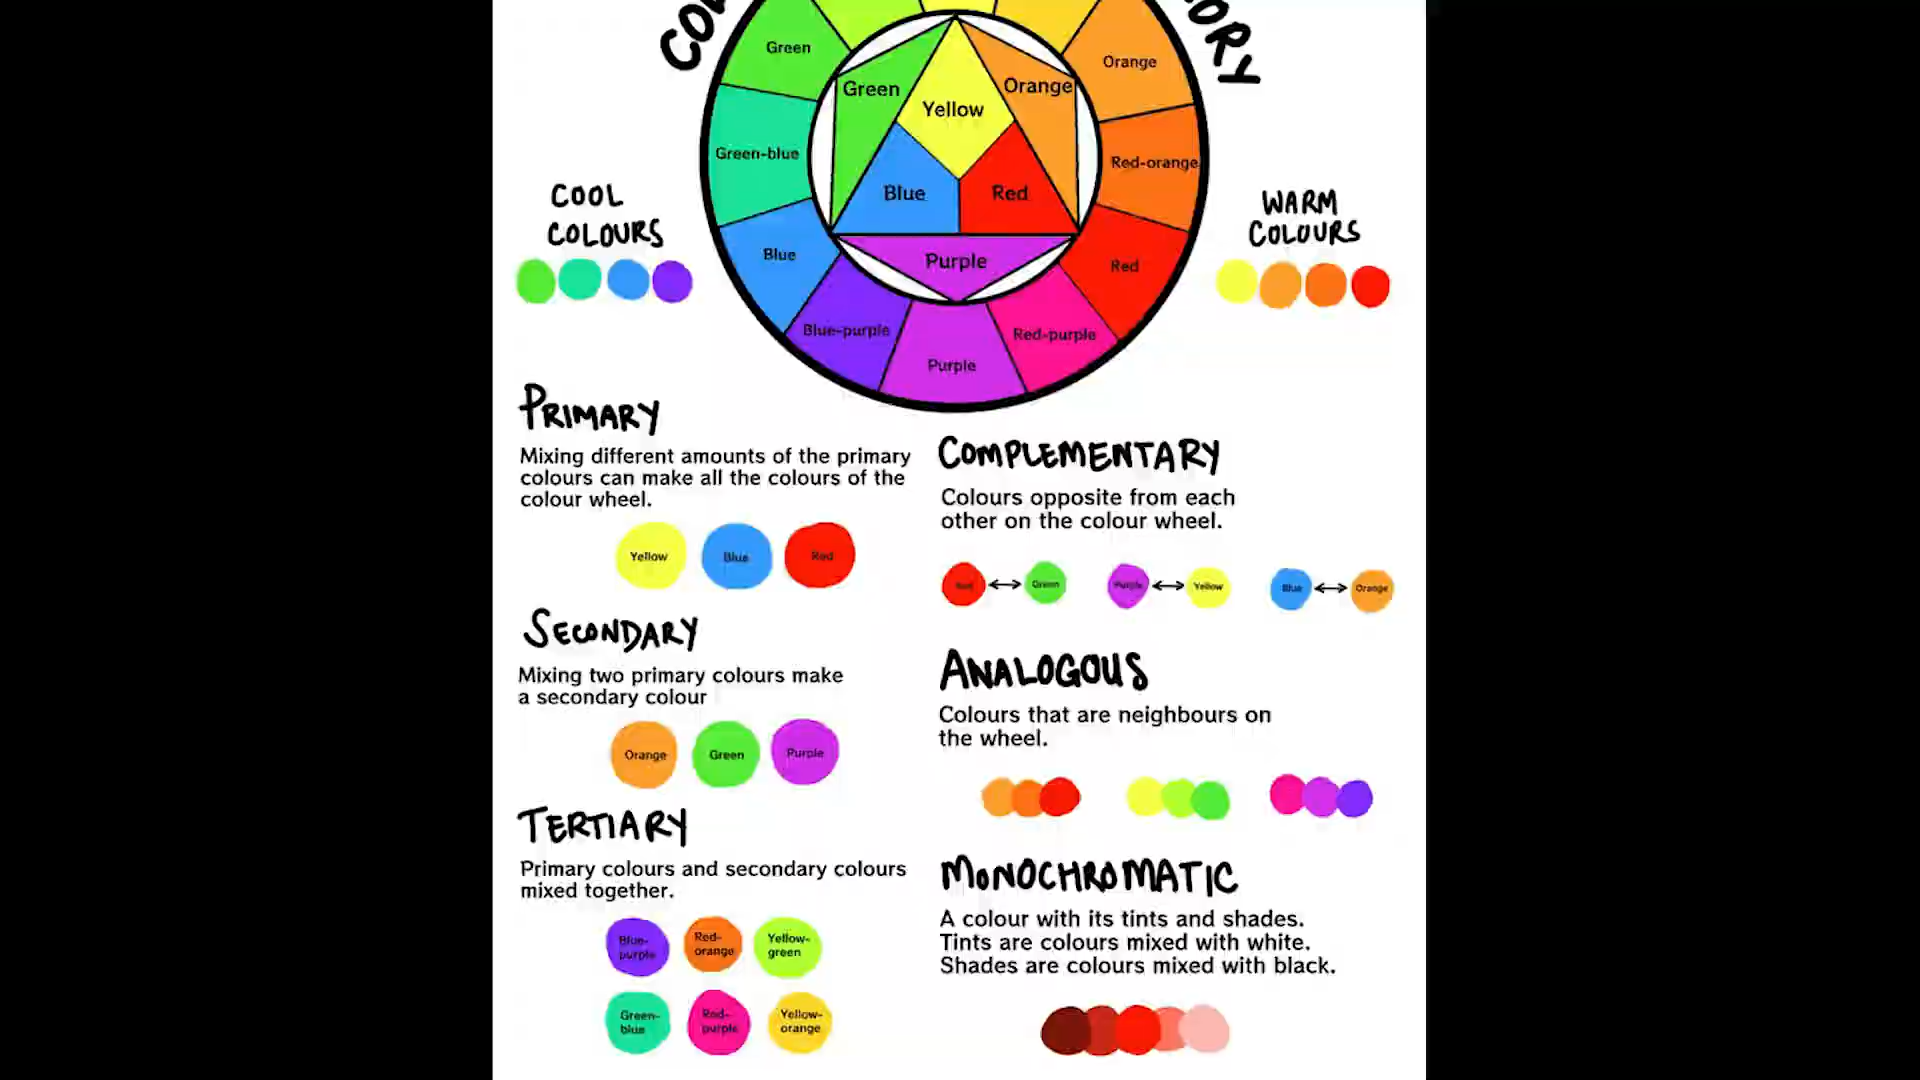 Green
Orange
Green
Orange
Yellow
Green-blue
Red-orange
Blue
Red
COOL
COLOURS
WARM
COLOURS
Blue
Purple
Red
Blue-purple
Red-purple
Purple
PRIMARY
Mixing different amounts of the primary
colours can make all the colours of the
colour wheel.
Yellow
Blue
Red
SECONDARY
Mixing two primary colours make
a secondary colour
Orange
Green
Purple
TERTIARY
Primary colours and secondary colours
mixed together.
Blue-
purple
Red-
orange
Yellow-
green
Green-
blue
Red-
purple
Yellow-
orange
COMPLEMENTARY
Colours opposite from each
other on the colour wheel.
Red
Green
Purple
Yellow
Blue
Orange
ANALOGOUS
Colours that are neighbours on
the wheel.
MONOCHROMATIC
A colour with its tints and shades.
Tints are colours mixed with white.
Shades are colours mixed with black.